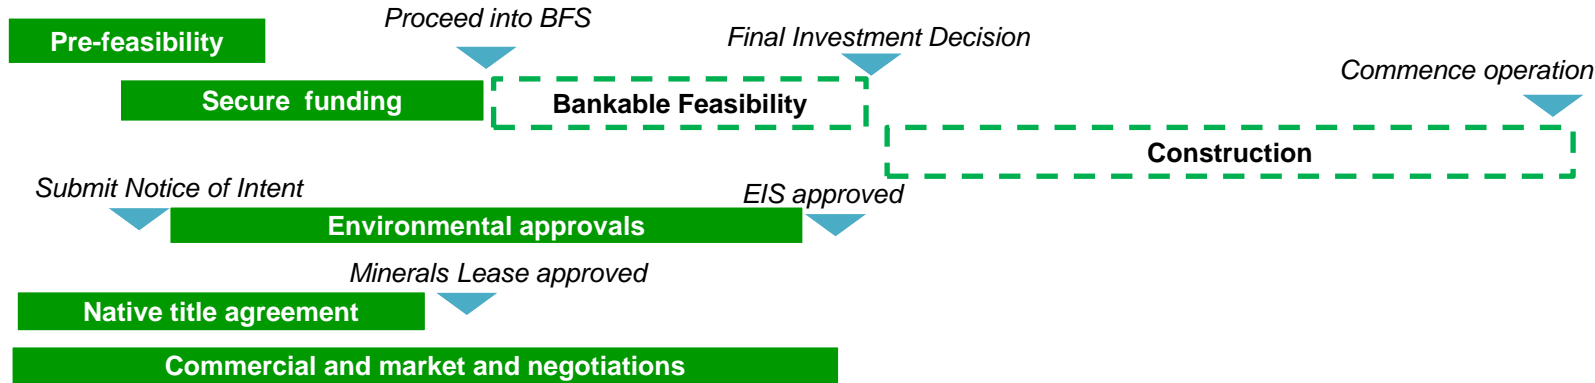 Proceed into BFS
Pre-feasibility
Final Investment Decision
Commence operation
Secure funding
Bankable Feasibility
Construction
Submit Notice of Intent
EIS approved
Environmental approvals
Minerals Lease approved
Native title agreement
Commercial and market and negotiations